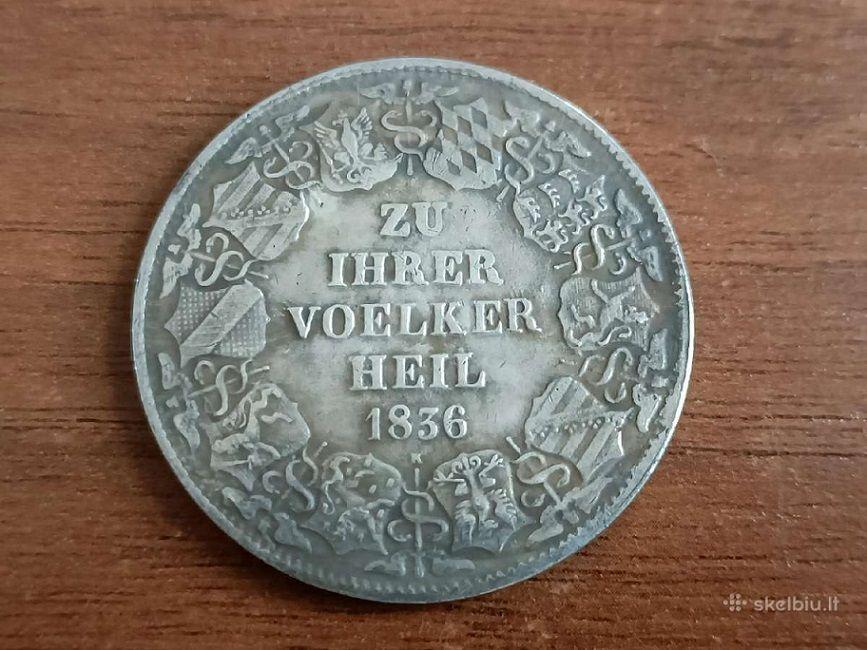 ZU
IHRER
VOELKER
HEIL
1836
K
skelbiu.lt